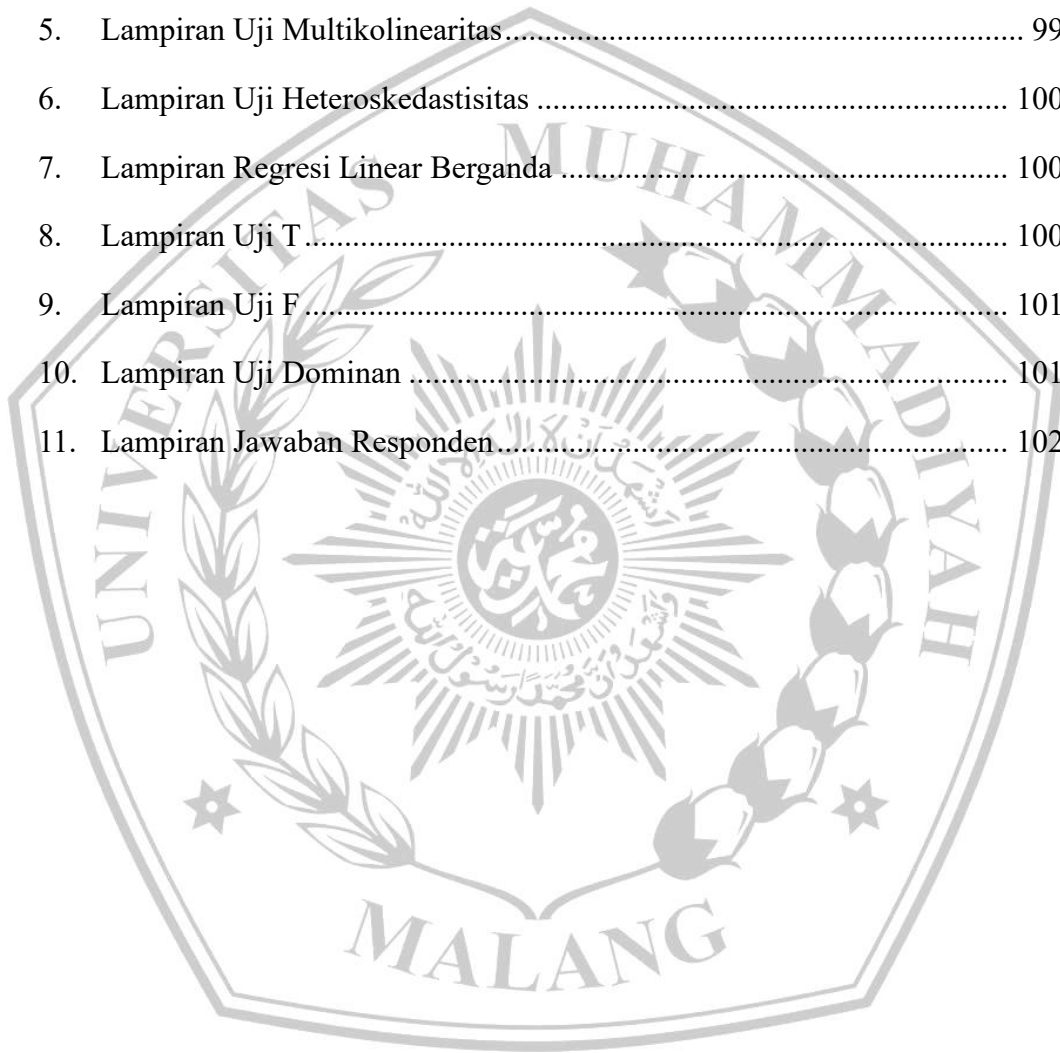 5. Lampiran Uji Multikolinearitas.................................................................. 99
6. Lampiran Uji Heteroskedastisitas ............................................................ 100
7. Lampiran Regresi Linear Berganda ......................................................... 100
8. Lampiran Uji T.......................................................................................... 100
9. Lampiran Uji F .......................................................................................... 101
10. Lampiran Uji Dominan ............................................................................ 101
11. Lampiran Jawaban Responden................................................................. 102
UNIVERSITAS MUHAMMADIYAH
MALANG